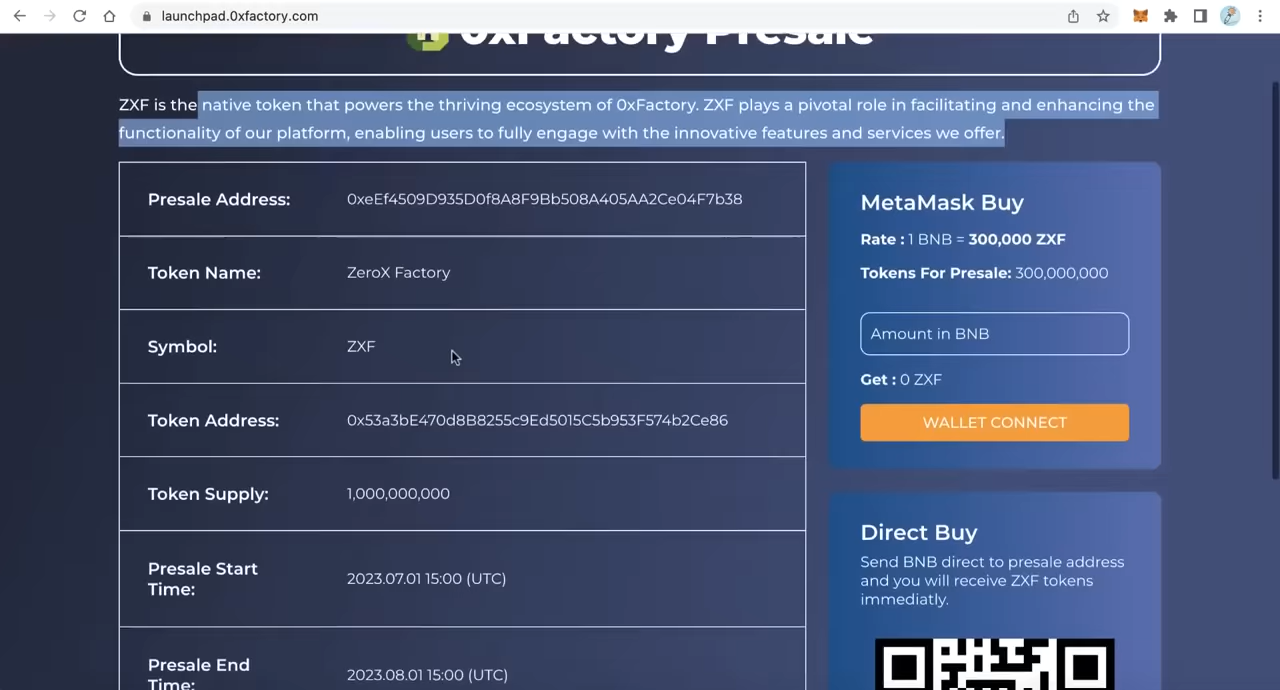 launchpad.0xfactory.com
0xFactory Presale
ZXF is the native token that powers the thriving ecosystem of 0xFactory. ZXF plays a pivotal role in facilitating and enhancing the
functionality of our platform, enabling users to fully engage with the innovative features and services we offer.
Presale Address: 0xeEf4509D935D0f8A8F9Bb508A405AA2Ce04F7b38
Token Name: ZeroX Factory
Symbol: ZXF
Token Address: 0x53a3bE470d8B8255c9Ed5015C5b953F574b2Ce86
Token Supply: 1,000,000,000
Presale Start
Time: 2023.07.01 15:00 (UTC)
Presale End
Time: 2023.08.01 15:00 (UTC)
MetaMask Buy
Rate : 1 BNB = 300,000 ZXF
Tokens For Presale: 300,000,000
Amount in BNB
Get : 0 ZXF
WALLET CONNECT
Direct Buy
Send BNB direct to presale address
and you will receive ZXF tokens
immediatly.